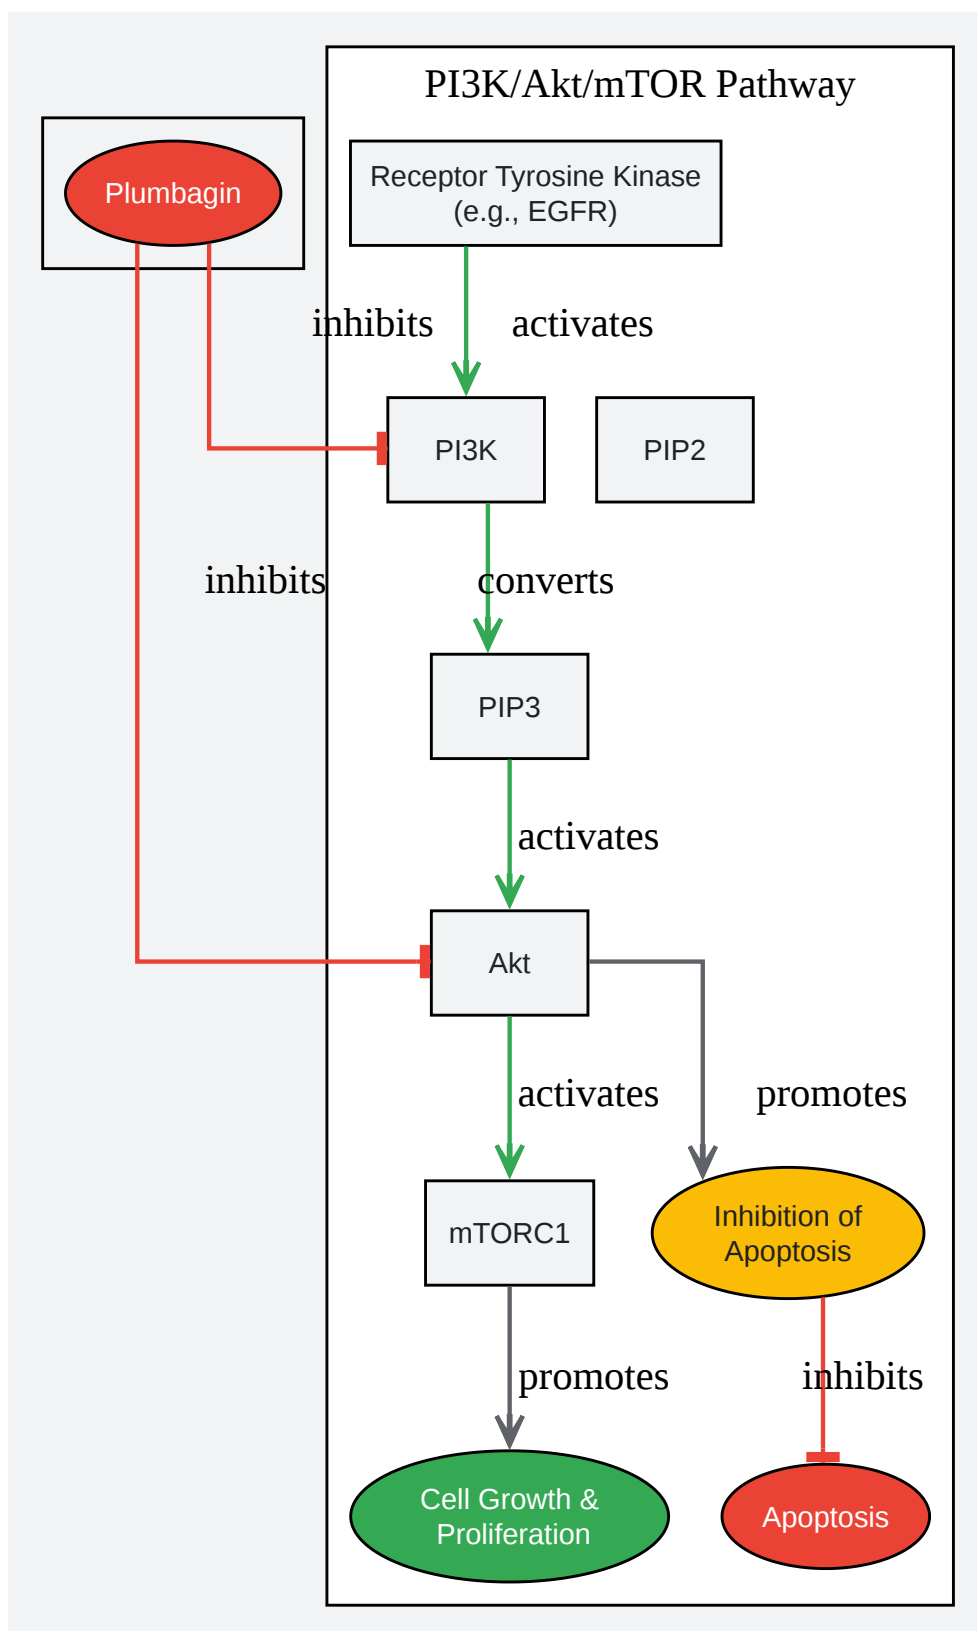 PI3K/Akt/mTOR Pathway
Plumbagin
Receptor Tyrosine Kinase
(e.g., EGFR)
inhibits
activates
PI3K
PIP2
inhibits
converts
PIP3
activates
Akt
activates
promotes
mTORC1
Inhibition of
Apoptosis
promotes
inhibits
Cell Growth &
Proliferation
Apoptosis